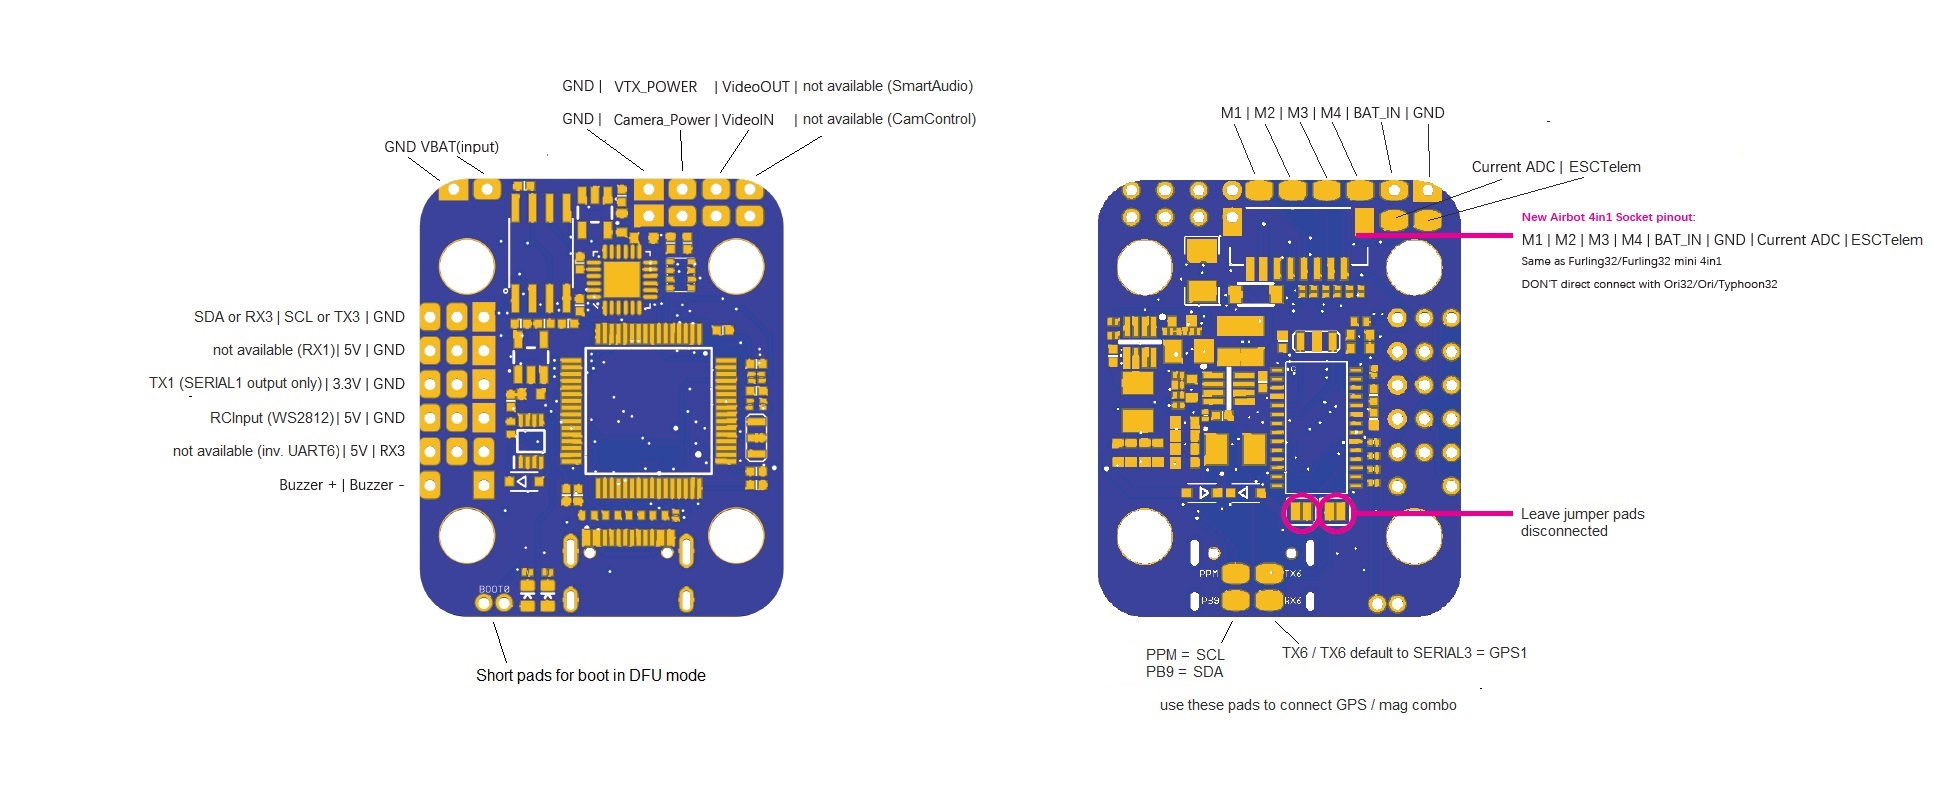 GND | VTX_POWER | VideoOUT | not available (SmartAudio)
GND | Camera_Power | VideoIN | not available (CamControl)
GND VBAT(input)
SDA or RX3 | SCL or TX3 | GND
not available (RX1)| 5V | GND
TX1 (SERIAL1 output only) | 3.3V | GND
RCInput (WS2812) | 5V | GND
not available (inv. UART6) | 5V | RX3
Buzzer + | Buzzer -
BOOT0
Short pads for boot in DFU mode
M1 | M2 | M3 | M4 | BAT_IN | GND
Current ADC | ESCTelem
New Airbot 4in1 Socket pinout:
M1 | M2 | M3 | M4 | BAT_IN | GND | Current ADC | ESCTelem
Same as Furling32/Furling32 mini 4in1
DON'T direct connect with Ori32/Ori/Typhoon32
Leave jumper pads
disconnected
PPM TX6
PB9 RX6
PPM = SCL
PB9 = SDA
TX6 / TX6 default to SERIAL3 = GPS1
use these pads to connect GPS / mag combo